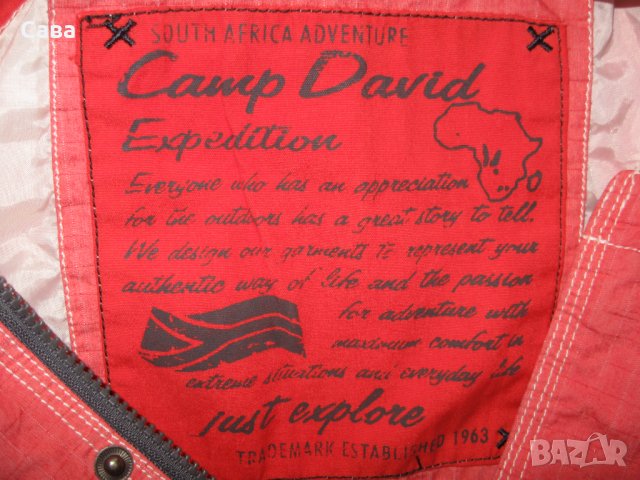 Caba
SOUTH AFRICA ADVENTURE
Camp David
Expedition
Everyone who has an appreciation
for the outdoors has a great story to tell.
We design our garments to represent your
authentic way of life and the passion
for adventure with
maximum comfort in
extreme situations and everyday life
just explore
TRADEMARK ESTABLISHED 1963
BAZAR